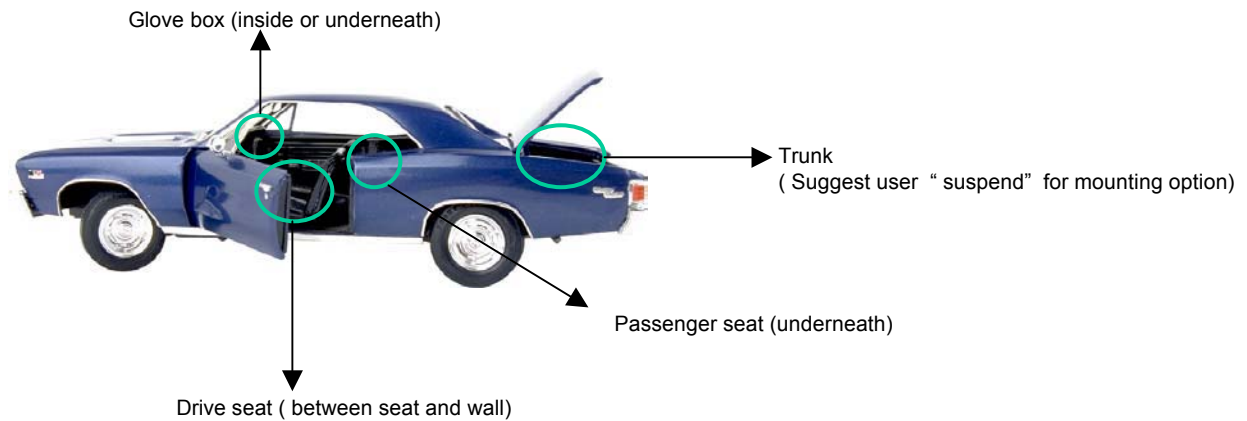 Glove box (inside or underneath)
Trunk
( Suggest user “ suspend” for mounting option)
Passenger seat (underneath)
Drive seat ( between seat and wall)